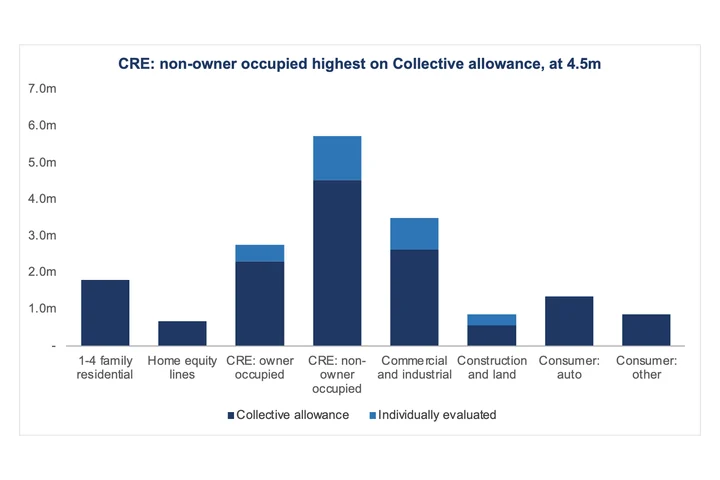 CRE: non-owner occupied highest on Collective allowance, at 4.5m
7.0m
6.0m
5.0m
4.0m
3.0m
2.0m
1.0m
-
1-4 family
residential
Home equity
lines
CRE: owner
occupied
CRE: non-
owner
occupied
Commercial
and industrial
Construction
and land
Consumer:
auto
Consumer:
other
Collective allowance
Individually evaluated